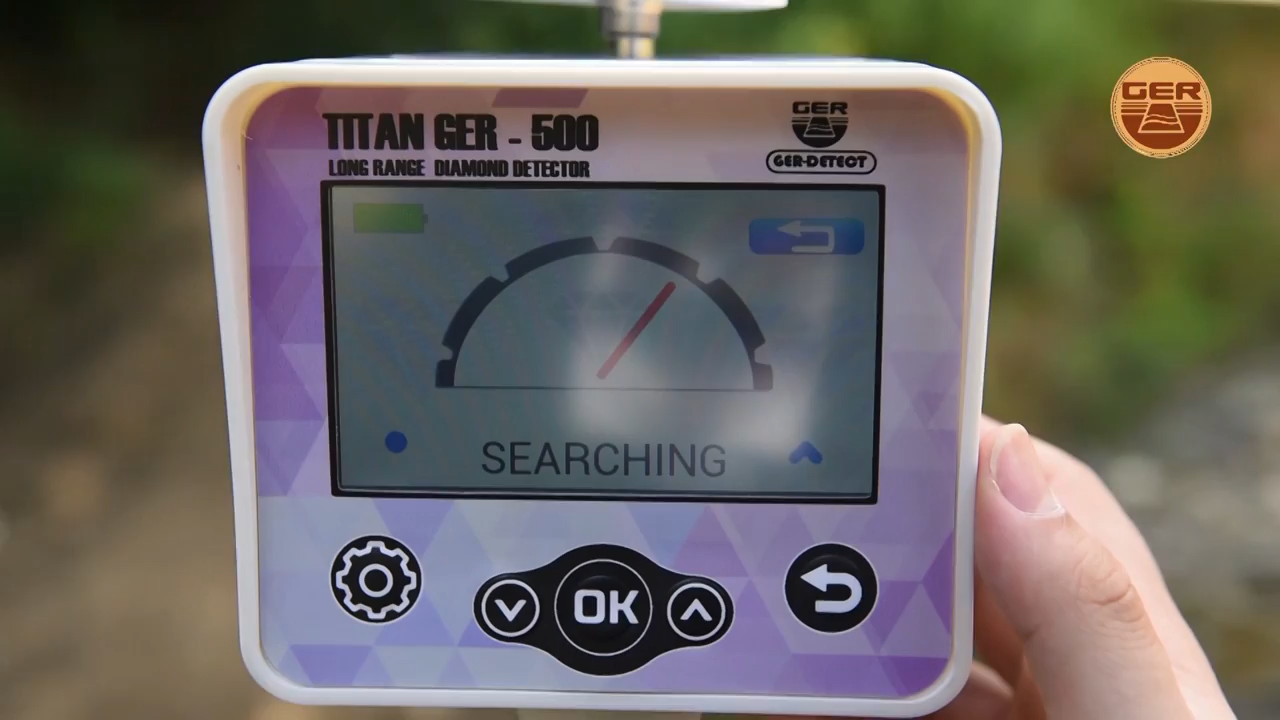 TITAN GER - 500
LONG RANGE DIAMOND DETECTOR
GER
GER-DETECT
GER
SEARCHING
OK